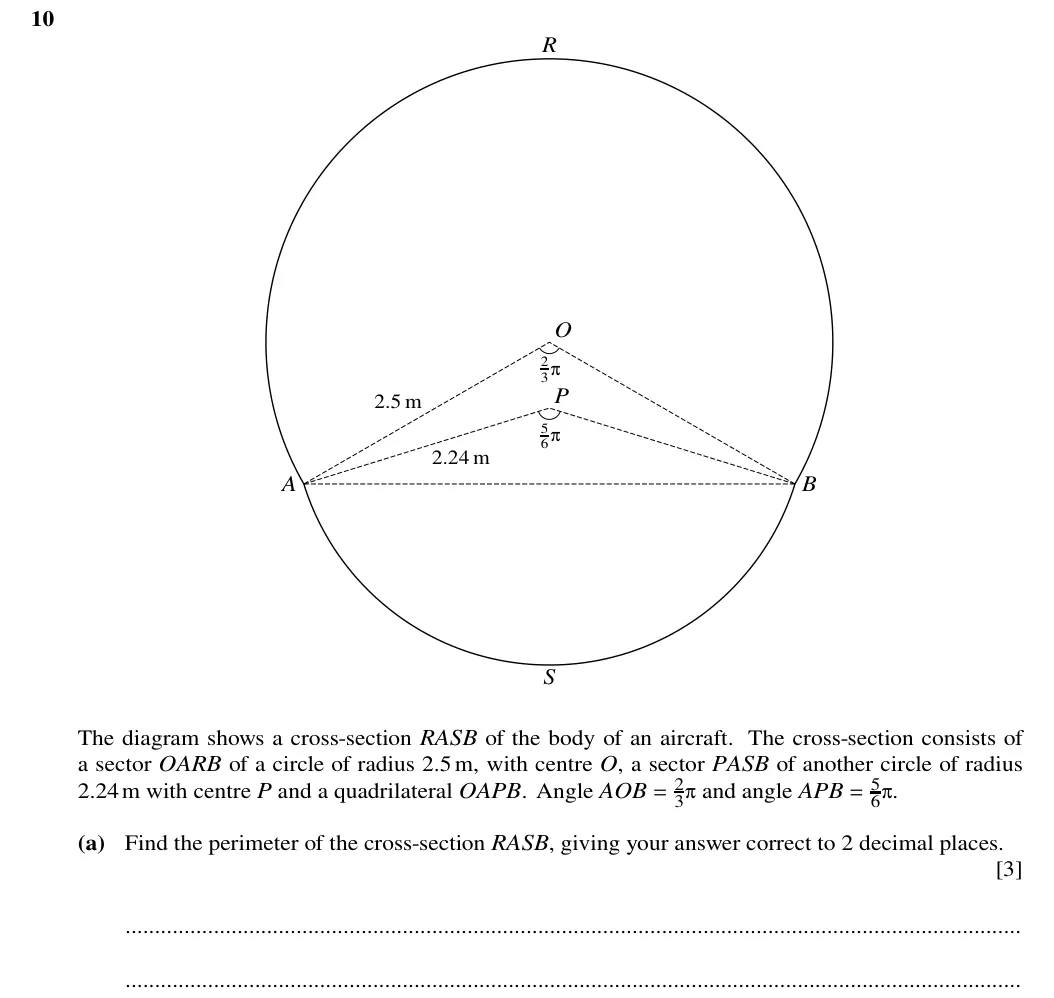 10
R
O
2/3π
2.5 m
P
5/6π
2.24 m
A
B
S
The diagram shows a cross-section RASB of the body of an aircraft. The cross-section consists of
a sector OARB of a circle of radius 2.5 m, with centre O, a sector PASB of another circle of radius
2.24 m with centre P and a quadrilateral OAPB. Angle AOB = 2/3π and angle APB = 5/6π.
(a) Find the perimeter of the cross-section RASB, giving your answer correct to 2 decimal places.
[3]